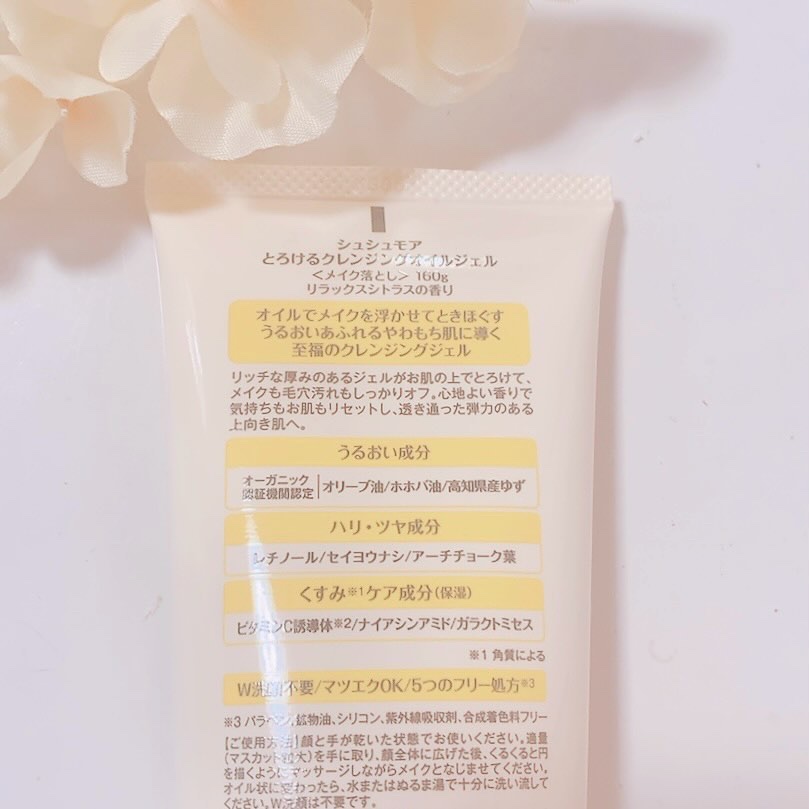 シュシュモア
とろけるクレンジングオイルジェル
＜メイク落とし＞ 160g
リラックスシトラスの香り
オイルでメイクを浮かせてときほぐす
うるおいあふれるやわもち肌に導く
至福のクレンジングジェル
リッチな厚みのあるジェルがお肌の上でとろけて、
メイクも毛穴汚れもしっかりオフ。心地よい香りで
気持ちもお肌もリセットし、透き通った弾力のある
上向き肌へ。
うるおい成分
オーガニック
認証機関認定 オリーブ油/ホホバ油/高知県産ゆず
ハリ・ツヤ成分
レチノール/セイヨウナシ/アーチチョーク葉
くすみ※1ケア成分(保湿)
ビタミンC誘導体※2/ナイアシンアミド/ガラクトミセス
※1 角質による
W洗顔不要/マツエクOK/5つのフリー処方※3
※3 パラベン、鉱物油、シリコン、紫外線吸収剤、合成着色料フリー
【ご使用方法】顔と手が乾いた状態でお使いください。適量
(マスカット粒大)を手に取り、顔全体に広げた後、くるくると円
を描くようにマッサージしながらメイクとなじませてください。
オイル状に変わったら、水またはぬるま湯で十分に洗い流して
ください。W洗顔は不要です。